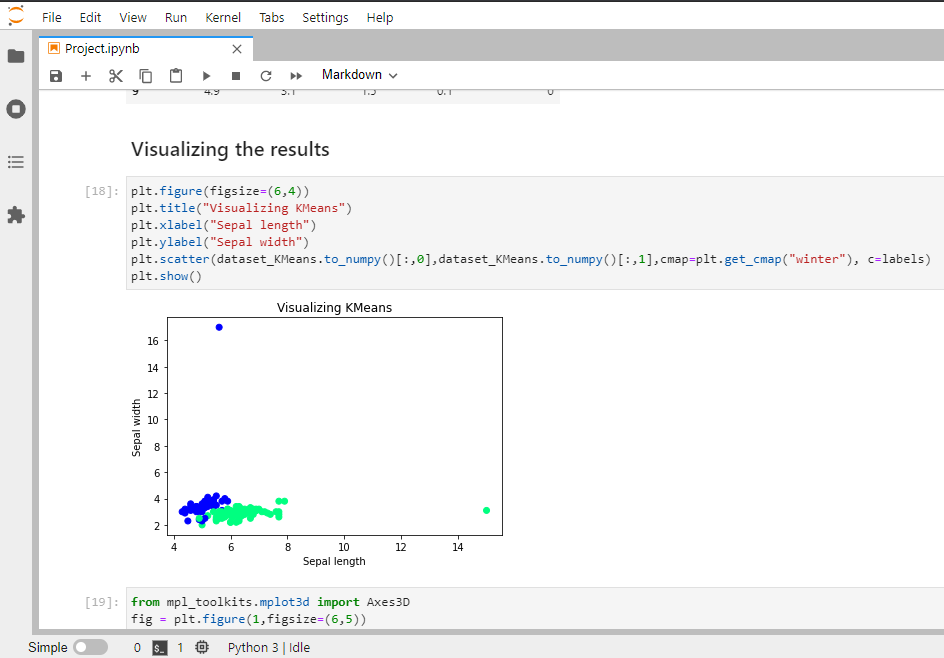 File Edit View Run Kernel Tabs Settings Help
Project.ipynb
Markdown
9 4.9 3.1 1.5 0.1 0
Visualizing the results
[18]:
plt.figure(figsize=(6,4))
plt.title("Visualizing KMeans")
plt.xlabel("Sepal length")
plt.ylabel("Sepal width")
plt.scatter(dataset_KMeans.to_numpy()[:,0],dataset_KMeans.to_numpy()[:,1],cmap=plt.get_cmap("winter"), c=labels)
plt.show()
Visualizing KMeans
16
14
12
10
8
6
4
2
Sepal width
4 6 8 10 12 14
Sepal length
[19]:
from mpl_toolkits.mplot3d import Axes3D
fig = plt.figure(1,figsize=(6,5))
Simple 0 $_ 1 Python 3 | Idle